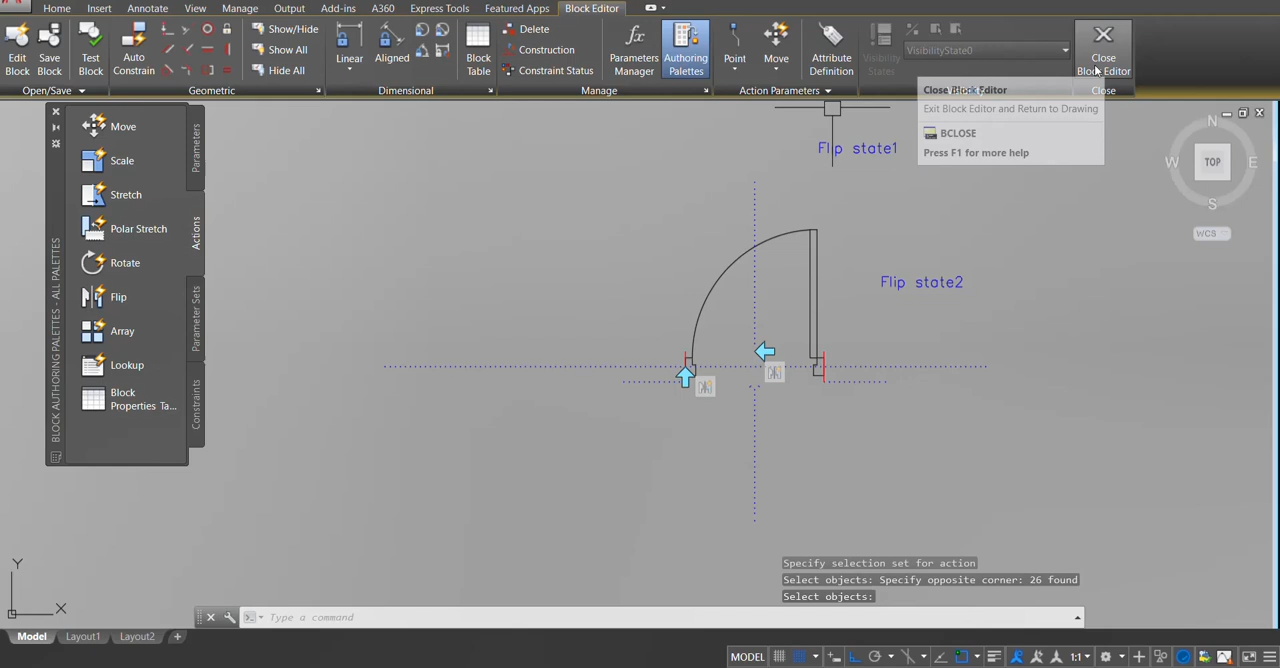 Home Insert Annotate View Manage Output Add-ins A360 Express Tools Featured Apps Block Editor
Edit Block
Save Block
Test Block
Auto Constrain
Show/Hide
Show All
Hide All
Linear
Aligned
Block Table
Delete
Construction
Constraint Status
Parameters Manager
Authoring Palettes
Point
Move
Attribute Definition
Visibility States
VisibilityState0
Close Block Editor
Open/Save Geometric Dimensional Manage Action Parameters Close
Close Block Editor
Exit Block Editor and Return to Drawing
BCLOSE
Press F1 for more help
Move
Scale
Stretch
Polar Stretch
Rotate
Flip
Array
Lookup
Block
Properties Ta...
Parameters
Actions
Parameter Sets
Constraints
BLOCK AUTHORING PALETTES - ALL PALETTES
Flip state1
Flip state2
N
W TOP E
S
WCS
Y
X
Specify selection set for action
Select objects: Specify opposite corner: 26 found
Select objects:
Type a command
Model Layout1 Layout2 +
MODEL 1:1